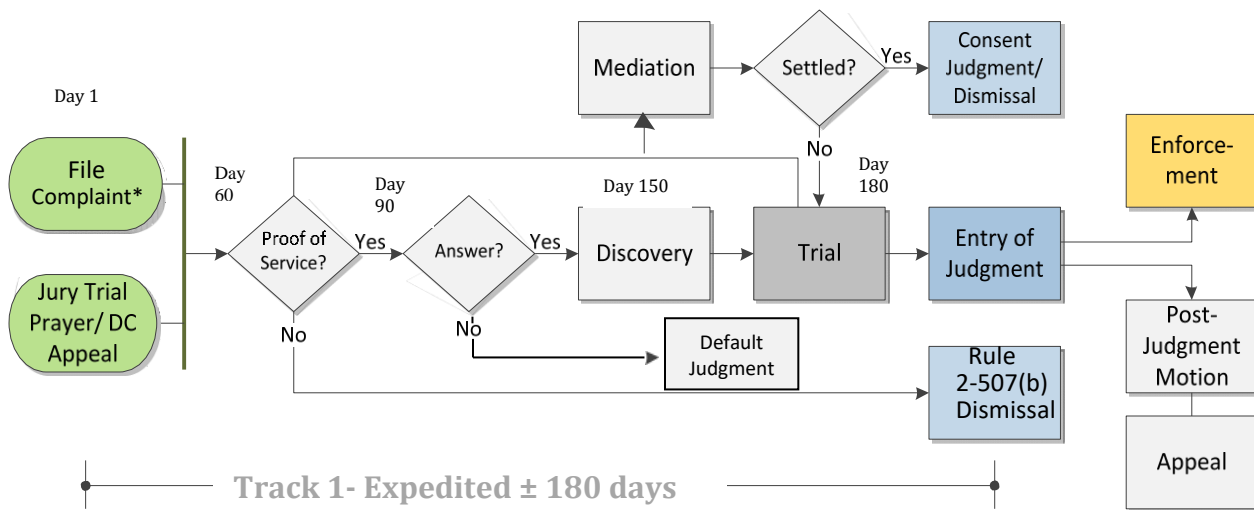 Mediation
Settled?
Yes
Consent
Judgment/
Dismissal
Day 1
No
Enforce-
ment
File
Complaint*
Day
60
Day
90
Day 150
Day
180
Proof of
Service?
Yes
Answer?
Yes
Discovery
Trial
Entry of
Judgment
Jury Trial
Prayer/ DC
Appeal
No
No
Default
Judgment
Rule
2-507(b)
Dismissal
Post-
Judgment
Motion
Appeal
Track 1- Expedited ± 180 days